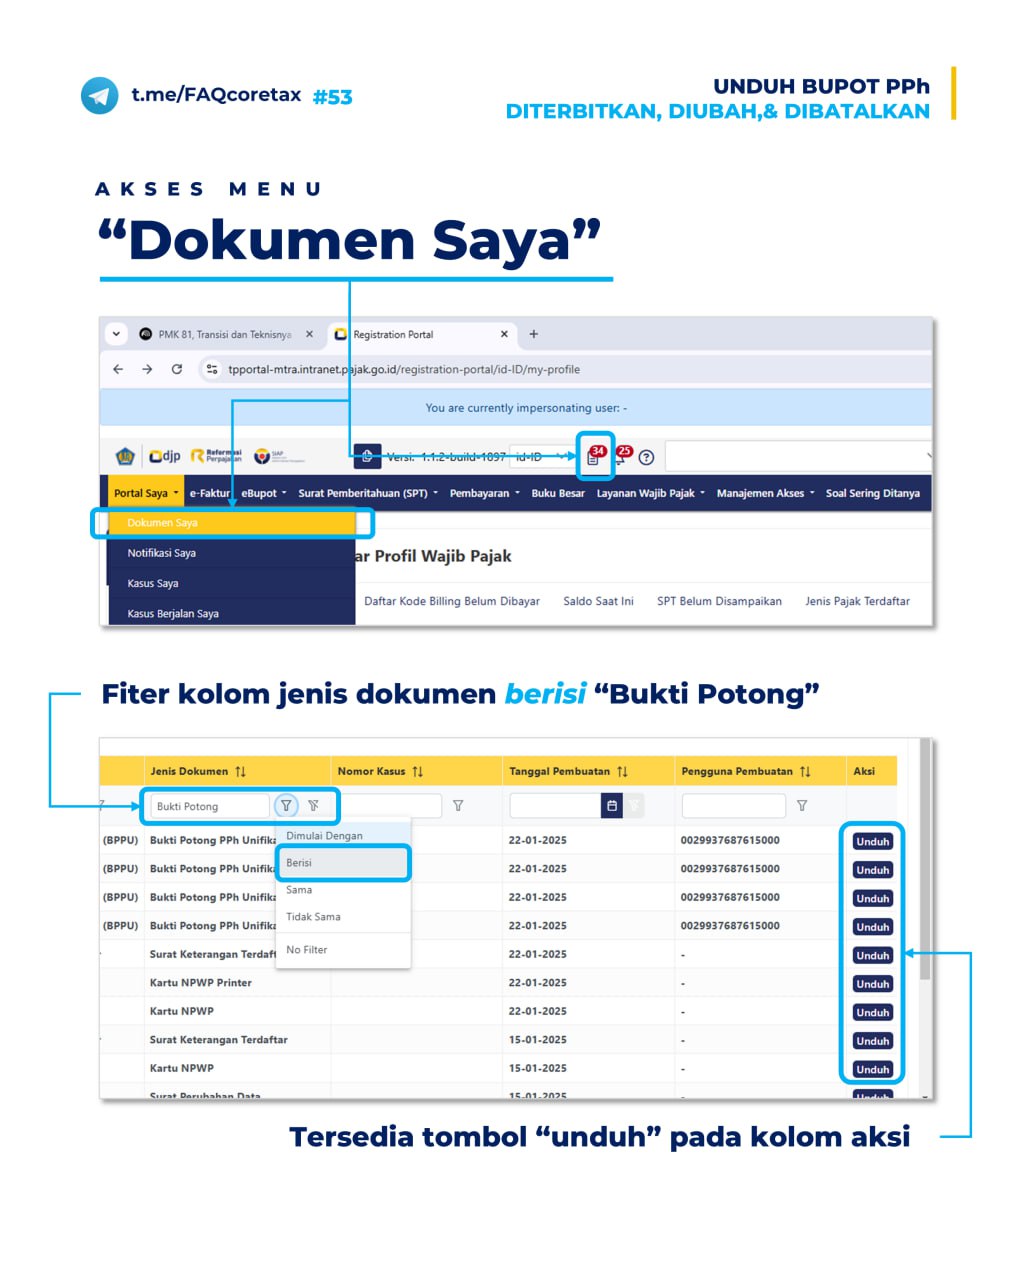 t.me/FAQcoretax #53
UNDUH BUPOT PPh
DITERBITKAN, DIUBAH,& DIBATALKAN
AKSES MENU
“Dokumen Saya”
PMK 81, Transisi dan Teknisnya
Registration Portal
tpportal-mtra.intranet.pajak.go.id/registration-portal/id-ID/my-profile
You are currently impersonating user: -
djp Reformasi Perpajakan SIAP Versi: 1.1.2-build-1897 id-ID 34 25
Portal Saya e-Faktur eBupot Surat Pemberitahuan (SPT) Pembayaran Buku Besar Layanan Wajib Pajak Manajemen Akses Soal Sering Ditanya
Dokumen Saya
Notifikasi Saya
ar Profil Wajib Pajak
Kasus Saya
Daftar Kode Billing Belum Dibayar Saldo Saat Ini SPT Belum Disampaikan Jenis Pajak Terdaftar
Kasus Berjalan Saya
Fiter kolom jenis dokumen berisi “Bukti Potong”
Jenis Dokumen Nomor Kasus Tanggal Pembuatan Pengguna Pembuatan Aksi
Bukti Potong
Dimulai Dengan
Berisi
Sama
Tidak Sama
No Filter
(BPPU) Bukti Potong PPh Unifika 22-01-2025 0029937687615000 Unduh
(BPPU) Bukti Potong PPh Unifika 22-01-2025 0029937687615000 Unduh
(BPPU) Bukti Potong PPh Unifika 22-01-2025 0029937687615000 Unduh
(BPPU) Bukti Potong PPh Unifika 22-01-2025 0029937687615000 Unduh
Surat Keterangan Terdaft 22-01-2025 - Unduh
Kartu NPWP Printer 22-01-2025 - Unduh
Kartu NPWP 22-01-2025 - Unduh
Surat Keterangan Terdaftar 15-01-2025 - Unduh
Kartu NPWP 15-01-2025 - Unduh
Surat Perubahan Data 15-01-2025 - Unduh
Tersedia tombol “unduh” pada kolom aksi